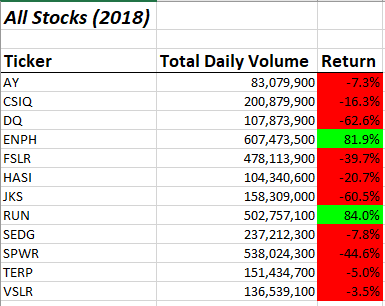 All Stocks (2018)
Ticker Total Daily Volume Return
AY 83,079,900 -7.3%
CSIQ 200,879,900 -16.3%
DQ 107,873,900 -62.6%
ENPH 607,473,500 81.9%
FSLR 478,113,900 -39.7%
HASI 104,340,600 -20.7%
JKS 158,309,000 -60.5%
RUN 502,757,100 84.0%
SEDG 237,212,300 -7.8%
SPWR 538,024,300 -44.6%
TERP 151,434,700 -5.0%
VSLR 136,539,100 -3.5%